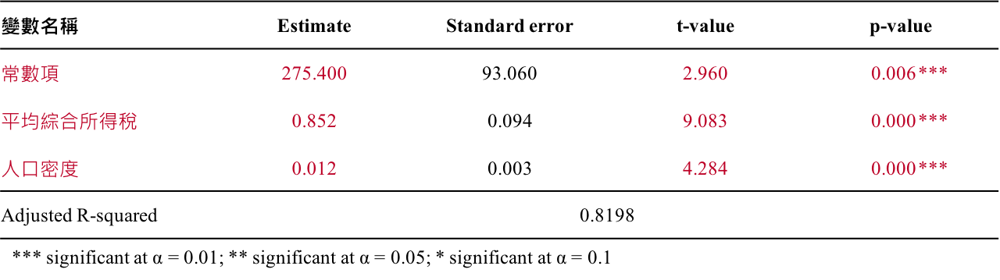 變數名稱 Estimate Standard error t-value p-value
常數項 275.400 93.060 2.960 0.006***
平均綜合所得稅 0.852 0.094 9.083 0.000***
人口密度 0.012 0.003 4.284 0.000***
Adjusted R-squared 0.8198
*** significant at α = 0.01; ** significant at α = 0.05; * significant at α = 0.1